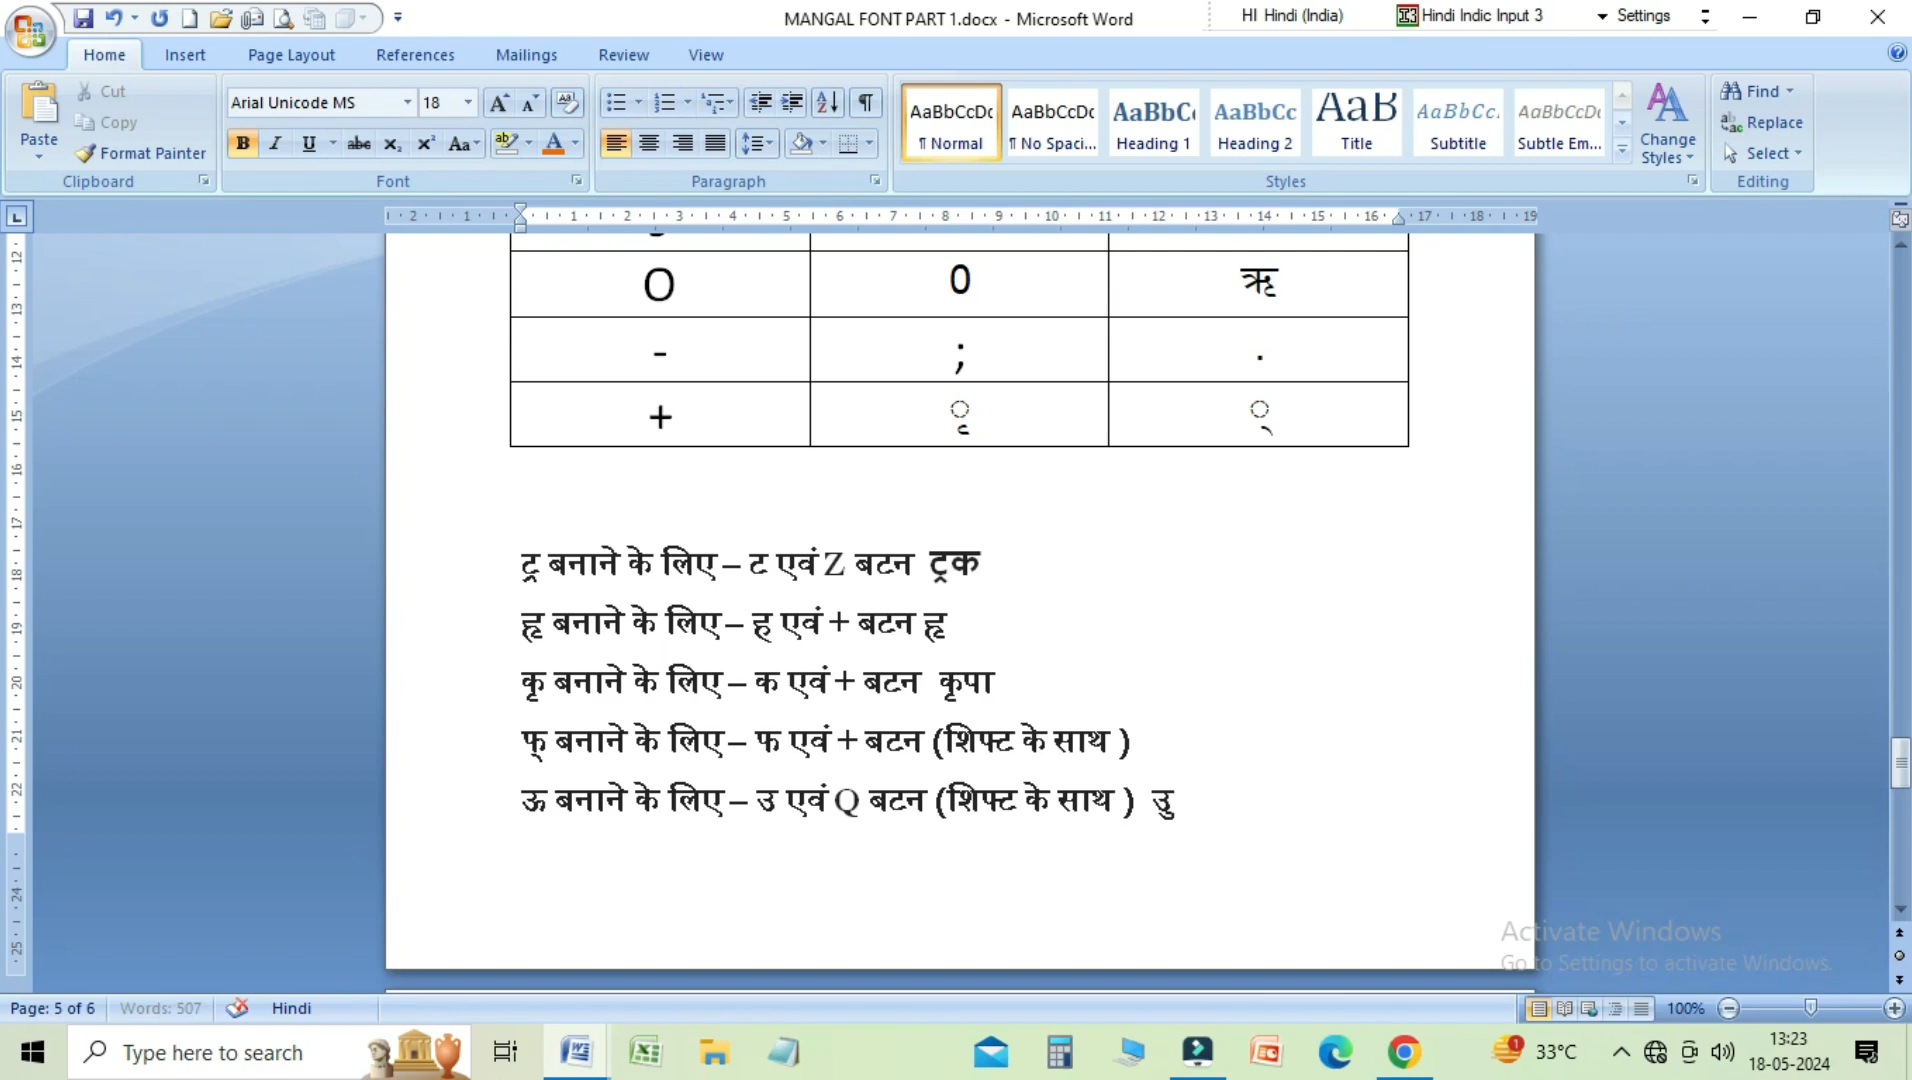 MANGAL FONT PART 1.docx - Microsoft Word
HI Hindi (India)
Hindi Indic Input 3
Settings
Home Insert Page Layout References Mailings Review View
Paste
Cut
Copy
Format Painter
Clipboard
Arial Unicode MS 18
Font
Paragraph
AaBbCcDc AaBbCcDc AaBbC AaBbCc AaB AaBbCc. AaBbCcDc
¶ Normal ¶ No Spaci... Heading 1 Heading 2 Title Subtitle Subtle Em...
Change Styles
Styles
Find
Replace
Select
Editing
O 0 ऋ
- ; .
+ ृ ्
ट्र बनाने के लिए – ट एवं Z बटन ट्रक
हृ बनाने के लिए – ह एवं + बटन हृ
कृ बनाने के लिए – क एवं + बटन कृपा
फ् बनाने के लिए – फ एवं + बटन (शिफ्ट के साथ )
ऊ बनाने के लिए – उ एवं Q बटन (शिफ्ट के साथ ) उु
Activate Windows
Go to Settings to activate Windows.
Page: 5 of 6 Words: 507 Hindi 100%
Type here to search
33°C
13:23
18-05-2024